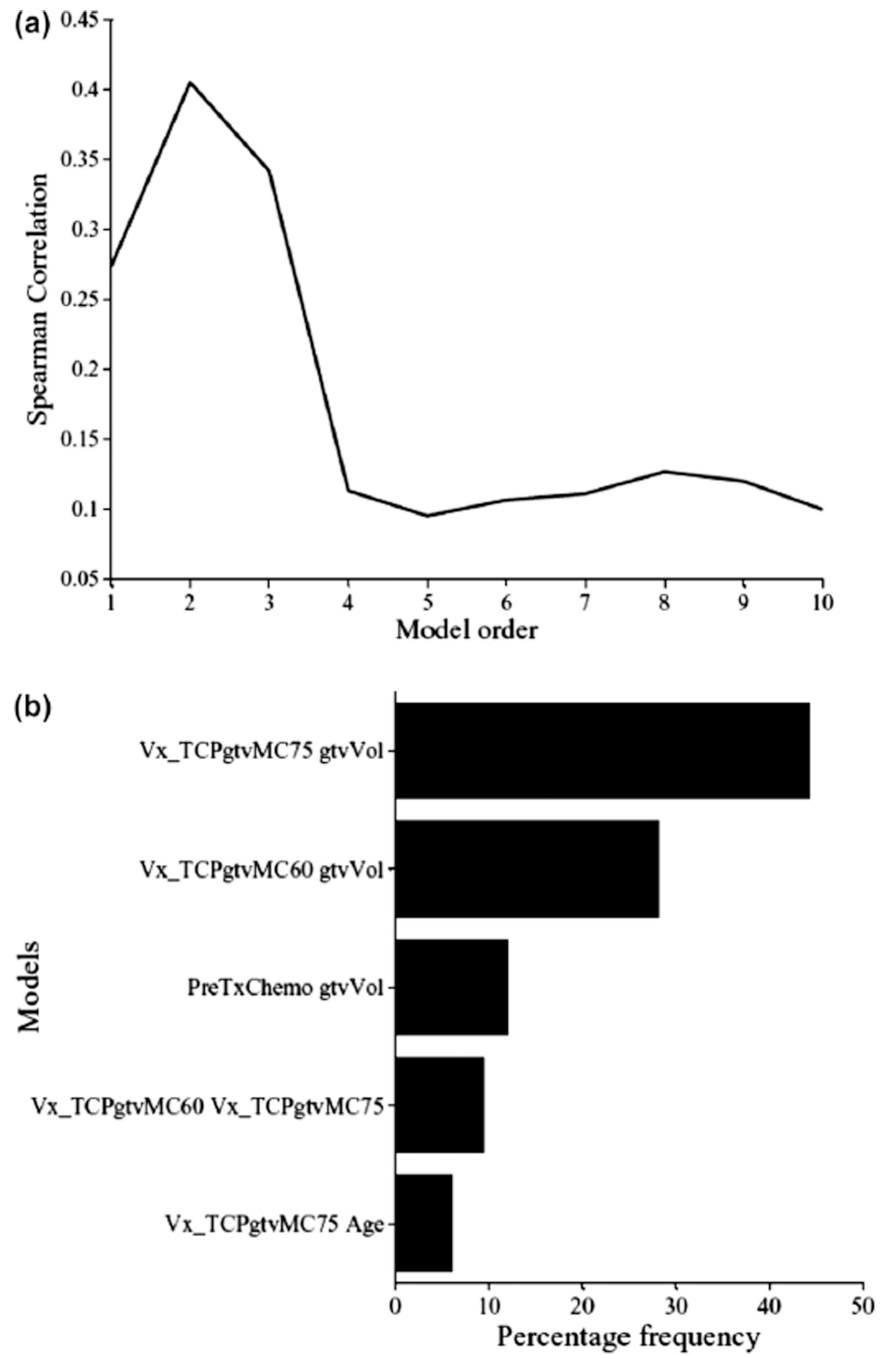 (a)
Spearman Correlation
0.45
0.4
0.35
0.3
0.25
0.2
0.15
0.1
0.05
1 2 3 4 5 6 7 8 9 10
Model order
(b)
Models
Vx_TCPgtvMC75 gtvVol
Vx_TCPgtvMC60 gtvVol
PreTxChemo gtvVol
Vx_TCPgtvMC60 Vx_TCPgtvMC75
Vx_TCPgtvMC75 Age
0 10 20 30 40 50
Percentage frequency